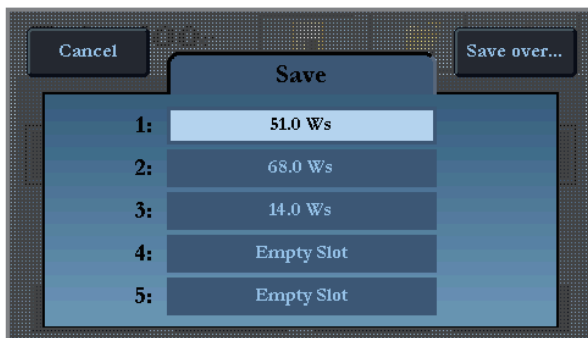 Cancel
Save over...
Save
1: 51.0 Ws
2: 68.0 Ws
3: 14.0 Ws
4: Empty Slot
5: Empty Slot